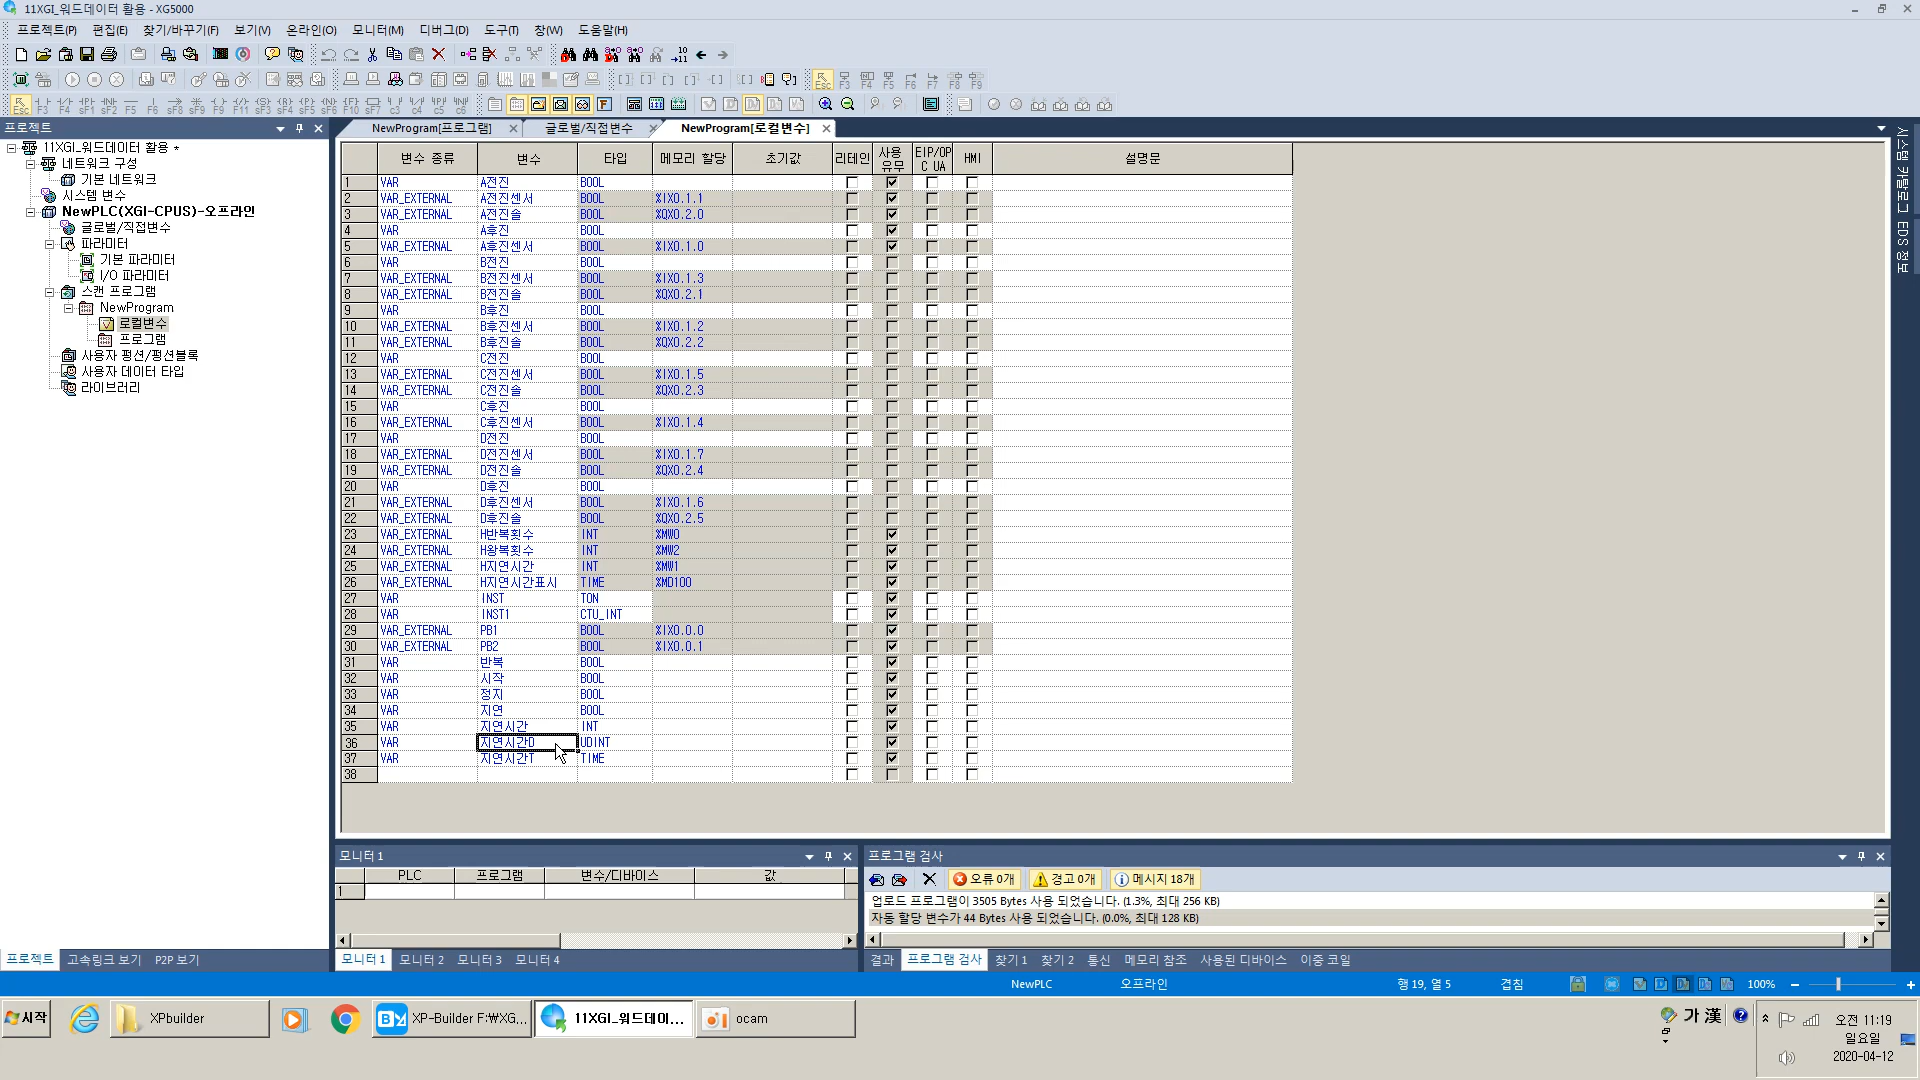 11XGI_워드데이터 활용 - XG5000
프로젝트(P) 편집(E) 찾기/바꾸기(F) 보기(V) 온라인(O) 모니터(M) 디버그(D) 도구(T) 창(W) 도움말(H)
프로젝트
NewProgram[프로그램] 글로벌/직접변수 NewProgram[로컬변수]
11XGI_워드데이터 활용 *
네트워크 구성
기본 네트워크
시스템 변수
NewPLC(XGI-CPUS)-오프라인
글로벌/직접변수
파라미터
기본 파라미터
I/O 파라미터
스캔 프로그램
NewProgram
로컬변수
프로그램
사용자 펑션/펑션블록
사용자 데이터 타입
라이브러리
변수 종류 변수 타입 메모리 할당 초기값 리테인 사용 유무 EIP/OPC UA HMI 설명문
1 VAR A전진 BOOL
2 VAR_EXTERNAL A전진센서 BOOL %IX0.1.1
3 VAR_EXTERNAL A전진솔 BOOL %QX0.2.0
4 VAR A후진 BOOL
5 VAR_EXTERNAL A후진센서 BOOL %IX0.1.0
6 VAR B전진 BOOL
7 VAR_EXTERNAL B전진센서 BOOL %IX0.1.3
8 VAR_EXTERNAL B전진솔 BOOL %QX0.2.1
9 VAR B후진 BOOL
10 VAR_EXTERNAL B후진센서 BOOL %IX0.1.2
11 VAR_EXTERNAL B후진솔 BOOL %QX0.2.2
12 VAR C전진 BOOL
13 VAR_EXTERNAL C전진센서 BOOL %IX0.1.5
14 VAR_EXTERNAL C전진솔 BOOL %QX0.2.3
15 VAR C후진 BOOL
16 VAR_EXTERNAL C후진센서 BOOL %IX0.1.4
17 VAR D전진 BOOL
18 VAR_EXTERNAL D전진센서 BOOL %IX0.1.7
19 VAR_EXTERNAL D전진솔 BOOL %QX0.2.4
20 VAR D후진 BOOL
21 VAR_EXTERNAL D후진센서 BOOL %IX0.1.6
22 VAR_EXTERNAL D후진솔 BOOL %QX0.2.5
23 VAR_EXTERNAL H반복횟수 INT %MW0
24 VAR_EXTERNAL H왕복횟수 INT %MW2
25 VAR_EXTERNAL H지연시간 INT %MW1
26 VAR_EXTERNAL H지연시간표시 TIME %MD100
27 VAR INST TON
28 VAR INST1 CTU_INT
29 VAR_EXTERNAL PB1 BOOL %IX0.0.0
30 VAR_EXTERNAL PB2 BOOL %IX0.0.1
31 VAR 반복 BOOL
32 VAR 시작 BOOL
33 VAR 정지 BOOL
34 VAR 지연 BOOL
35 VAR 지연시간 INT
36 VAR 지연시간D UDINT
37 VAR 지연시간T TIME
38
시스템 카탈로그
EDS 정보
모니터1
PLC 프로그램 변수/디바이스 값
1
프로그램 검사
오류 0개 경고 0개 메시지 18개
업로드 프로그램이 3505 Bytes 사용 되었습니다. (1.3%, 최대 256 KB)
자동 할당 변수가 44 Bytes 사용 되었습니다. (0.0%, 최대 128 KB)
프로젝트 고속링크 보기 P2P 보기
모니터 1 모니터 2 모니터 3 모니터 4
결과 프로그램 검사 찾기 1 찾기 2 통신 메모리 참조 사용된 디바이스 이중 코일
NewPLC 오프라인 행 19, 열 5 겹침 100%
시작 XPbuilder XP-Builder F:\XG... 11XGI_워드데이... ocam
가 漢
오전 11:19
일요일
2020-04-12